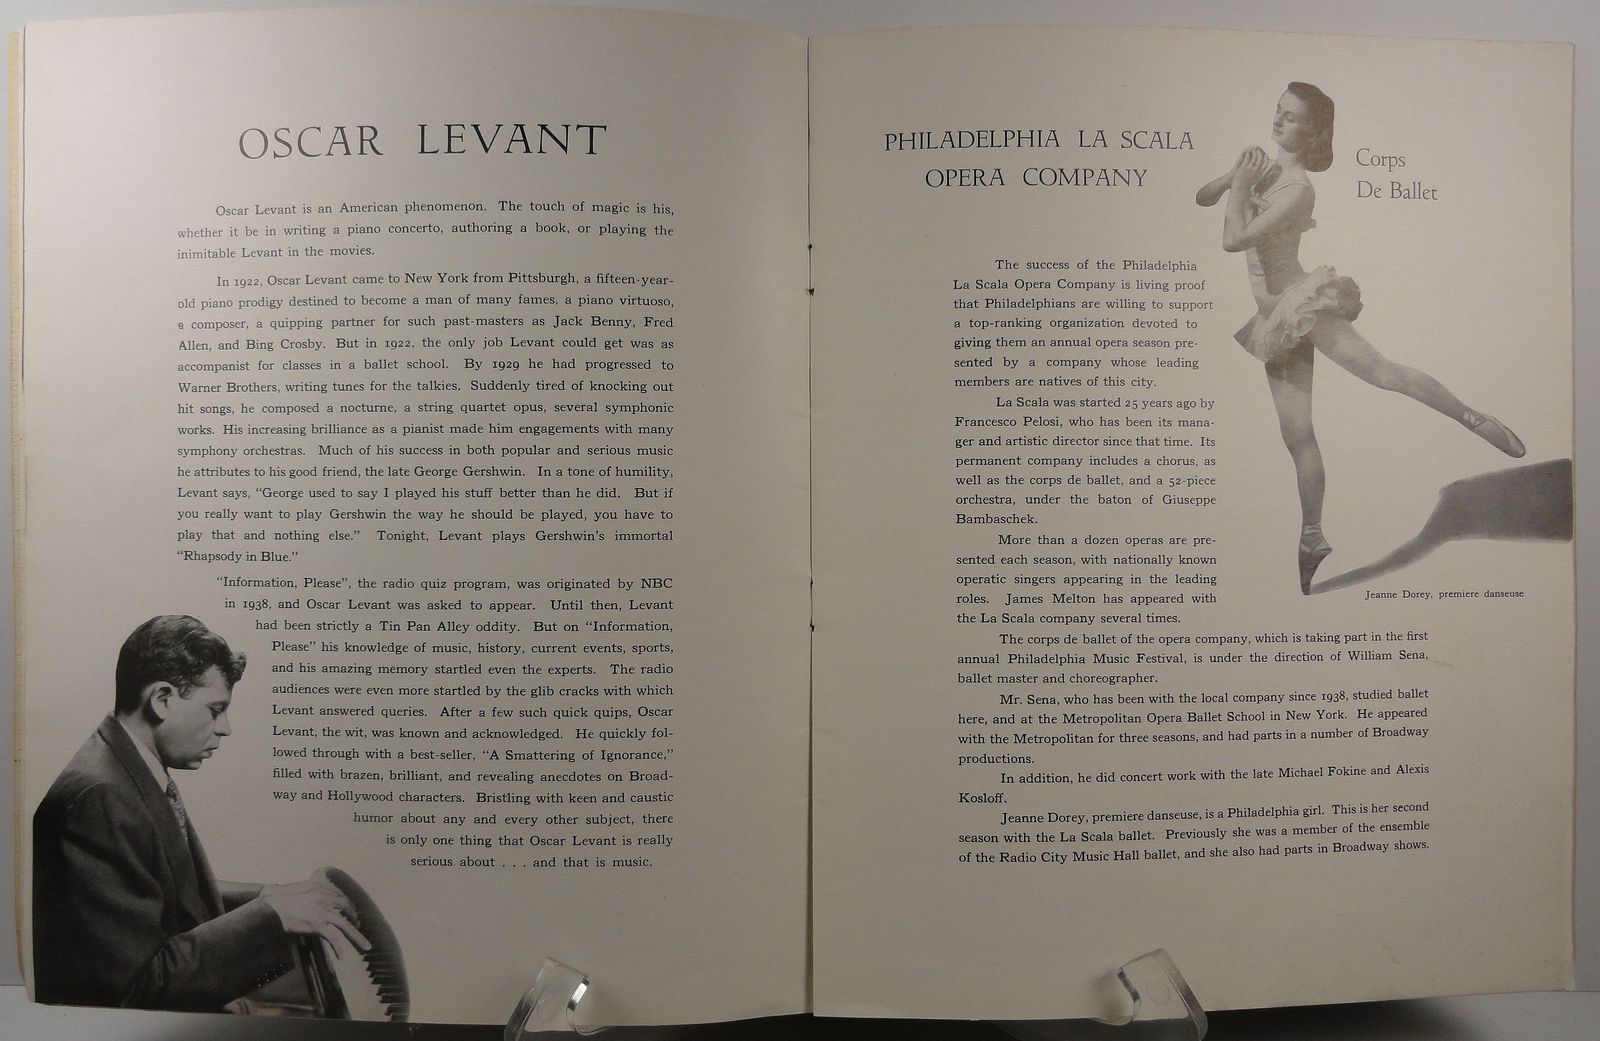 OSCAR LEVANT
Oscar Levant is an American phenomenon. The touch of magic is his,
whether it be in writing a piano concerto, authoring a book, or playing the
inimitable Levant in the movies.
In 1922, Oscar Levant came to New York from Pittsburgh, a fifteen-year-
old piano prodigy destined to become a man of many fames, a piano virtuoso,
a composer, a quipping partner for such past-masters as Jack Benny, Fred
Allen, and Bing Crosby. But in 1922, the only job Levant could get was as
accompanist for classes in a ballet school. By 1929 he had progressed to
Warner Brothers, writing tunes for the talkies. Suddenly tired of knocking out
hit songs, he composed a nocturne, a string quartet opus, several symphonic
works. His increasing brilliance as a pianist made him engagements with many
symphony orchestras. Much of his success in both popular and serious music
he attributes to his good friend, the late George Gershwin. In a tone of humility,
Levant says, "George used to say I played his stuff better than he did. But if
you really want to play Gershwin the way he should be played, you have to
play that and nothing else." Tonight, Levant plays Gershwin's immortal
"Rhapsody in Blue."
"Information, Please", the radio quiz program, was originated by NBC
in 1938, and Oscar Levant was asked to appear. Until then, Levant
had been strictly a Tin Pan Alley oddity. But on "Information,
Please" his knowledge of music, history, current events, sports,
and his amazing memory startled even the experts. The radio
audiences were even more startled by the glib cracks with which
Levant answered queries. After a few such quick quips, Oscar
Levant, the wit, was known and acknowledged. He quickly fol-
lowed through with a best-seller, "A Smattering of Ignorance,"
filled with brazen, brilliant, and revealing anecdotes on Broad-
way and Hollywood characters. Bristling with keen and caustic
humor about any and every other subject, there
is only one thing that Oscar Levant is really
serious about . . . and that is music.
PHILADELPHIA LA SCALA
OPERA COMPANY
Corps
De Ballet
The success of the Philadelphia
La Scala Opera Company is living proof
that Philadelphians are willing to support
a top-ranking organization devoted to
giving them an annual opera season pre-
sented by a company whose leading
members are natives of this city.
La Scala was started 25 years ago by
Francesco Pelosi, who has been its mana-
ger and artistic director since that time. Its
permanent company includes a chorus, as
well as the corps de ballet, and a 52-piece
orchestra, under the baton of Giuseppe
Bambaschek.
More than a dozen operas are pre-
sented each season, with nationally known
operatic singers appearing in the leading
roles. James Melton has appeared with
the La Scala company several times.
Jeanne Dorey, premiere danseuse
The corps de ballet of the opera company, which is taking part in the first
annual Philadelphia Music Festival, is under the direction of William Sena,
ballet master and choreographer.
Mr. Sena, who has been with the local company since 1938, studied ballet
here, and at the Metropolitan Opera Ballet School in New York. He appeared
with the Metropolitan for three seasons, and had parts in a number of Broadway
productions.
In addition, he did concert work with the late Michael Fokine and Alexis
Kosloff.
Jeanne Dorey, premiere danseuse, is a Philadelphia girl. This is her second
season with the La Scala ballet. Previously she was a member of the ensemble
of the Radio City Music Hall ballet, and she also had parts in Broadway shows.